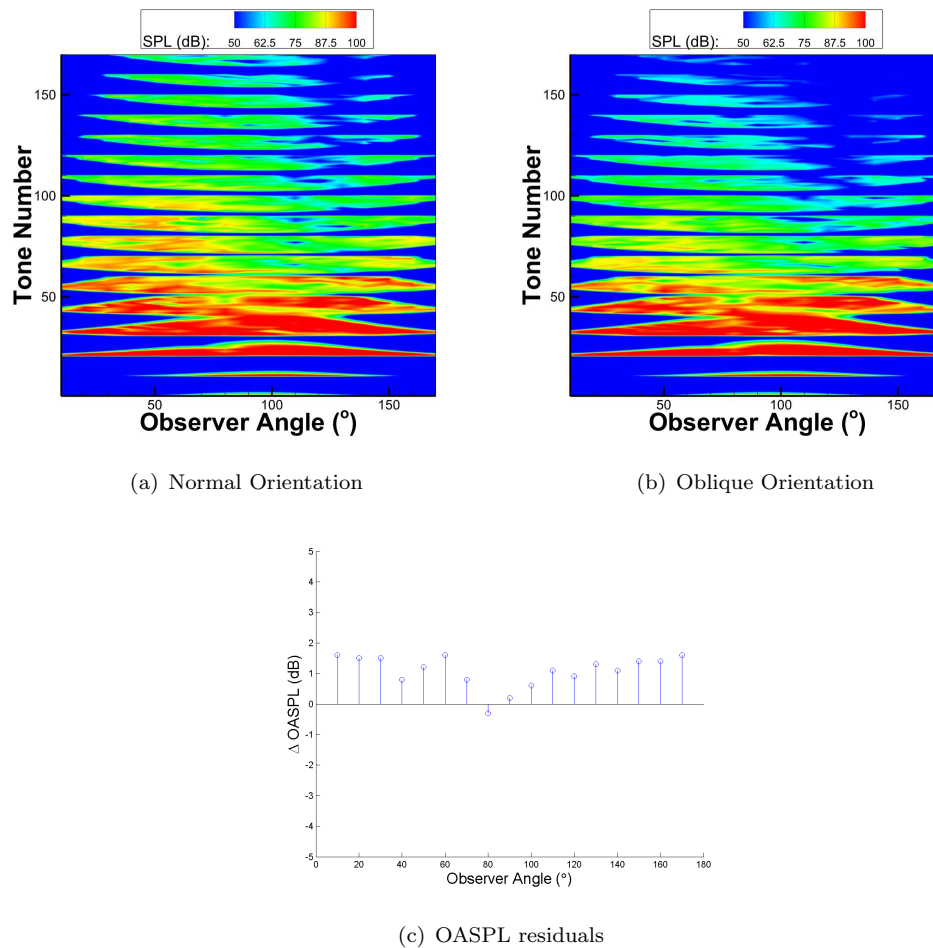 SPL (dB): 50 62.5 75 87.5 100
150
100
50
Tone Number
50 100 150
Observer Angle (º)
(a) Normal Orientation
SPL (dB): 50 62.5 75 87.5 100
150
100
50
Tone Number
50 100 150
Observer Angle (º)
(b) Oblique Orientation
5
4
3
2
1
0
-1
-2
-3
-4
-5
Δ OASPL (dB)
0 20 40 60 80 100 120 140 160 180
Observer Angle (°)
(c) OASPL residuals